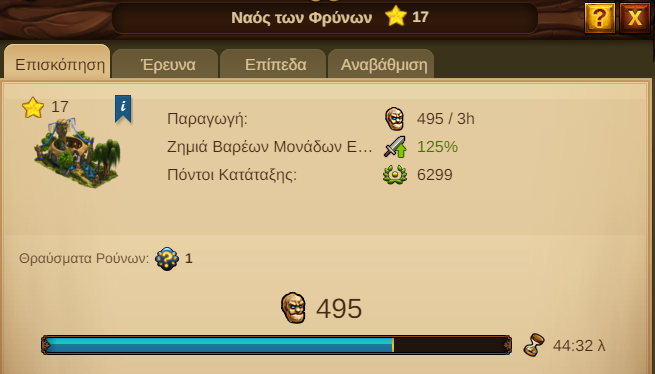 Ναός των Φρύνων 17
? X
Επισκόπηση Έρευνα Επίπεδα Αναβάθμιση
17 i
Παραγωγή: 495 / 3h
Ζημιά Βαρέων Μονάδων Ε... 125%
Πόντοι Κατάταξης: 6299
Θραύσματα Ρούνων: ? 1
495
44:32 λ